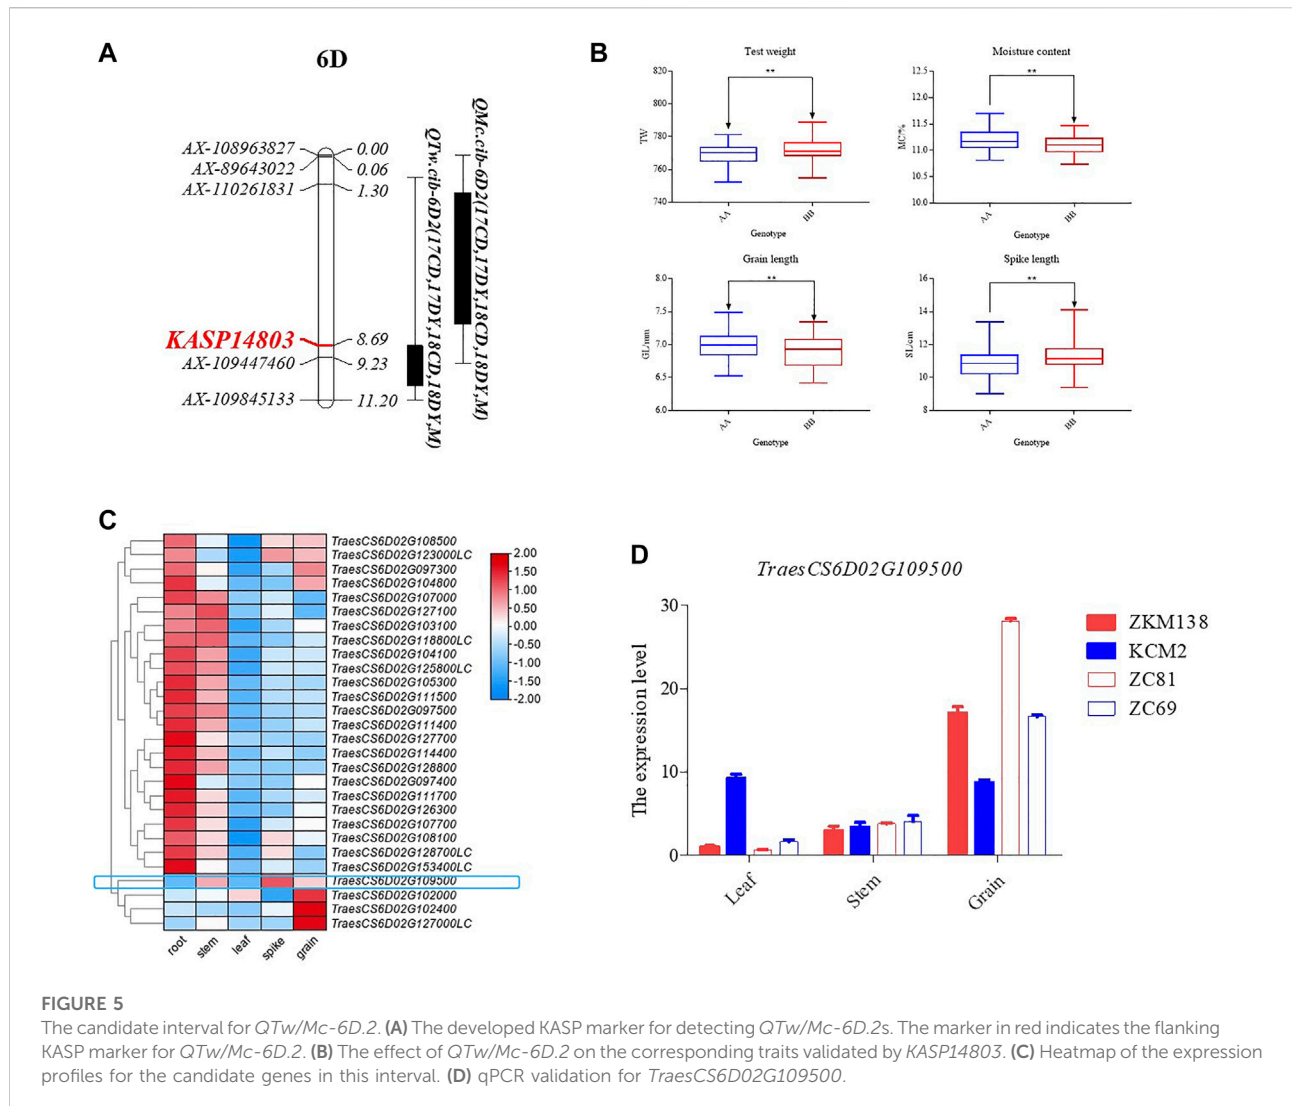 A
6D
AX-108963827 0.00
AX-89643022 0.06
AX-110261831 1.30
KASP14803 8.69
AX-109447460 9.23
AX-109845133 11.20
QTw.cib-6D2(17CD,17DY,18CD,18DY,M)
QMc.cib-6D2(17CD,17DY,18CD,18DY,M)
B
Test weight
TW
820
800
780
760
740
**
AA
BB
Genotype
Moisture content
MC/%
12.5
12.0
11.5
11.0
10.5
10.0
**
AA
BB
Genotype
Grain length
GL/mm
8.0
7.5
7.0
6.5
6.0
**
AA
BB
Genotype
Spike length
SL/cm
16
14
12
10
8
**
AA
BB
Genotype
C
TraesCS6D02G108500
TraesCS6D02G123000LC
TraesCS6D02G097300
TraesCS6D02G104800
TraesCS6D02G107000
TraesCS6D02G127100
TraesCS6D02G103100
TraesCS6D02G118800LC
TraesCS6D02G104100
TraesCS6D02G125800LC
TraesCS6D02G105300
TraesCS6D02G111500
TraesCS6D02G097500
TraesCS6D02G111400
TraesCS6D02G127700
TraesCS6D02G114400
TraesCS6D02G128800
TraesCS6D02G097400
TraesCS6D02G111700
TraesCS6D02G126300
TraesCS6D02G107700
TraesCS6D02G108100
TraesCS6D02G128700LC
TraesCS6D02G153400LC
TraesCS6D02G109500
TraesCS6D02G102000
TraesCS6D02G102400
TraesCS6D02G127000LC
root
stem
leaf
spike
grain
2.00
1.50
1.00
0.50
0.00
-0.50
-1.00
-1.50
-2.00
D
TraesCS6D02G109500
The expression level
30
20
10
0
Leaf
Stem
Grain
ZKM138
KCM2
ZC81
ZC69
FIGURE 5
The candidate interval for QTw/Mc-6D.2. (A) The developed KASP marker for detecting QTw/Mc-6D.2s. The marker in red indicates the flanking
KASP marker for QTw/Mc-6D.2. (B) The effect of QTw/Mc-6D.2 on the corresponding traits validated by KASP14803. (C) Heatmap of the expression
profiles for the candidate genes in this interval. (D) qPCR validation for TraesCS6D02G109500.